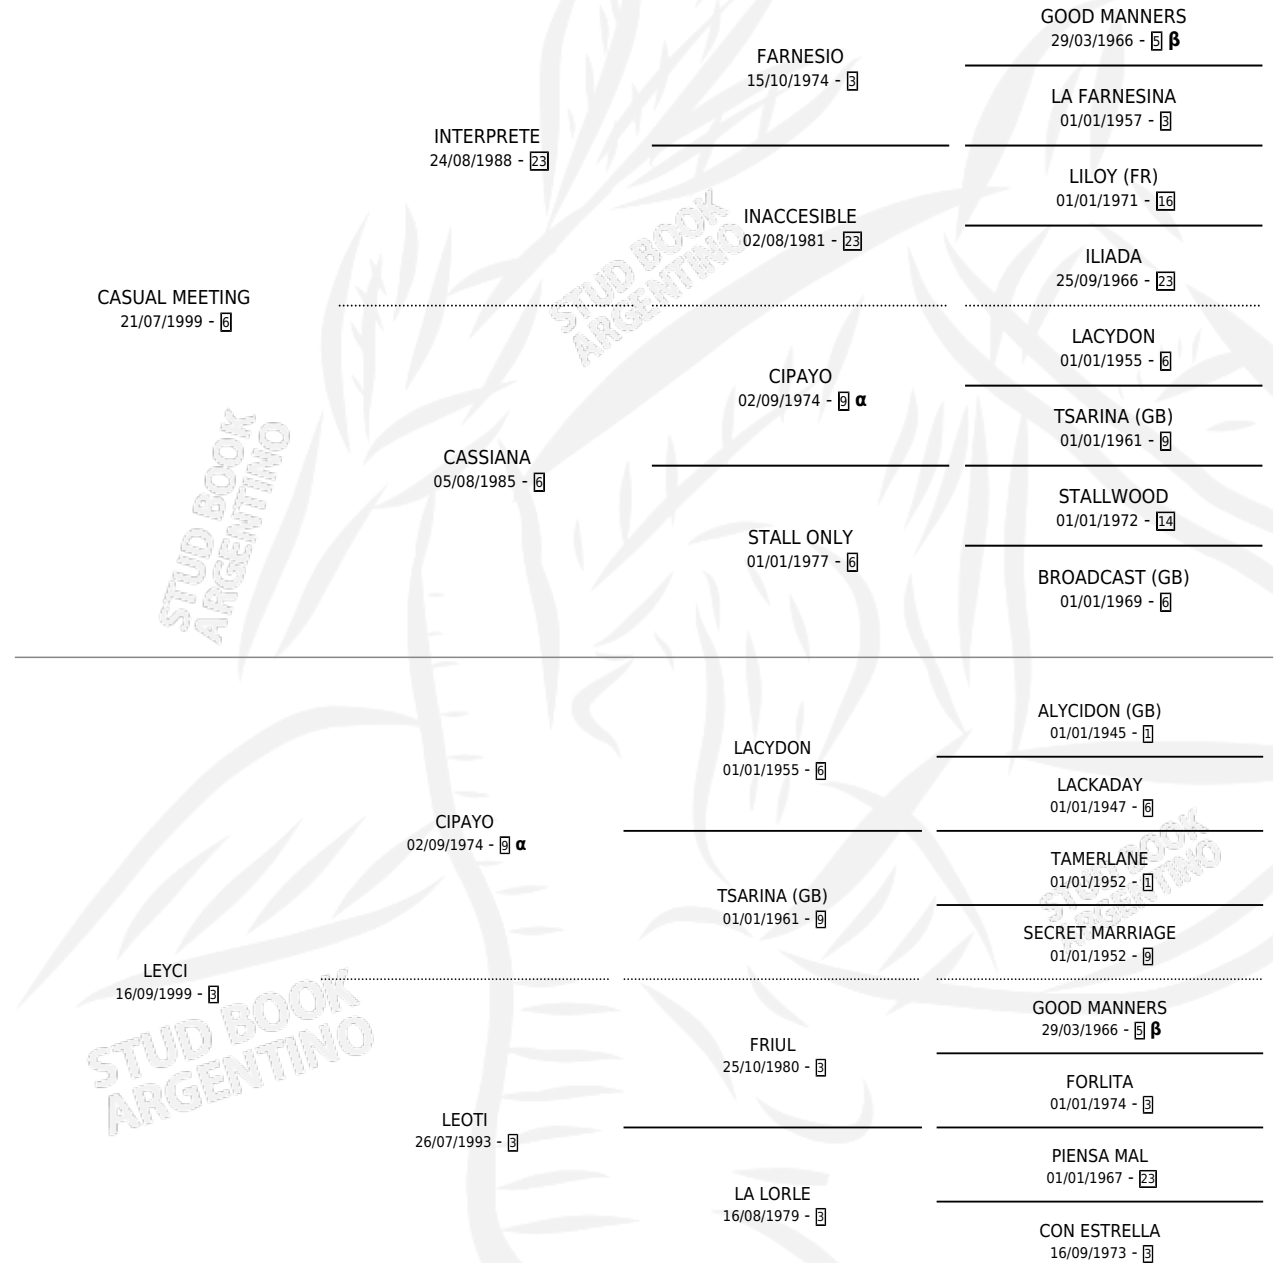 GOOD MANNERS
29/03/1966 - 5 β
FARNESIO
15/10/1974 - 3
LA FARNESINA
01/01/1957 - 3
INTERPRETE
24/08/1988 - 23
LILOY (FR)
01/01/1971 - 16
INACCESIBLE
02/08/1981 - 23
ILIADA
25/09/1966 - 23
CASUAL MEETING
21/07/1999 - 6
LACYDON
01/01/1955 - 6
CIPAYO
02/09/1974 - 9 α
TSARINA (GB)
01/01/1961 - 9
CASSIANA
05/08/1985 - 6
STALLWOOD
01/01/1972 - 14
STALL ONLY
01/01/1977 - 6
BROADCAST (GB)
01/01/1969 - 6
ALYCIDON (GB)
01/01/1945 - 1
LACYDON
01/01/1955 - 6
LACKADAY
01/01/1947 - 6
CIPAYO
02/09/1974 - 9 α
TAMERLANE
01/01/1952 - 1
TSARINA (GB)
01/01/1961 - 9
SECRET MARRIAGE
01/01/1952 - 9
LEYCI
16/09/1999 - 3
GOOD MANNERS
29/03/1966 - 5 β
FRIUL
25/10/1980 - 3
FORLITA
01/01/1974 - 3
LEOTI
26/07/1993 - 3
PIENSA MAL
01/01/1967 - 23
LA LORLE
16/08/1979 - 3
CON ESTRELLA
16/09/1973 - 3
STUD BOOK
ARGENTINO
STUD BOOK
ARGENTINO
STUD BOOK
ARGENTINO
STUD BOOK
ARGENTINO